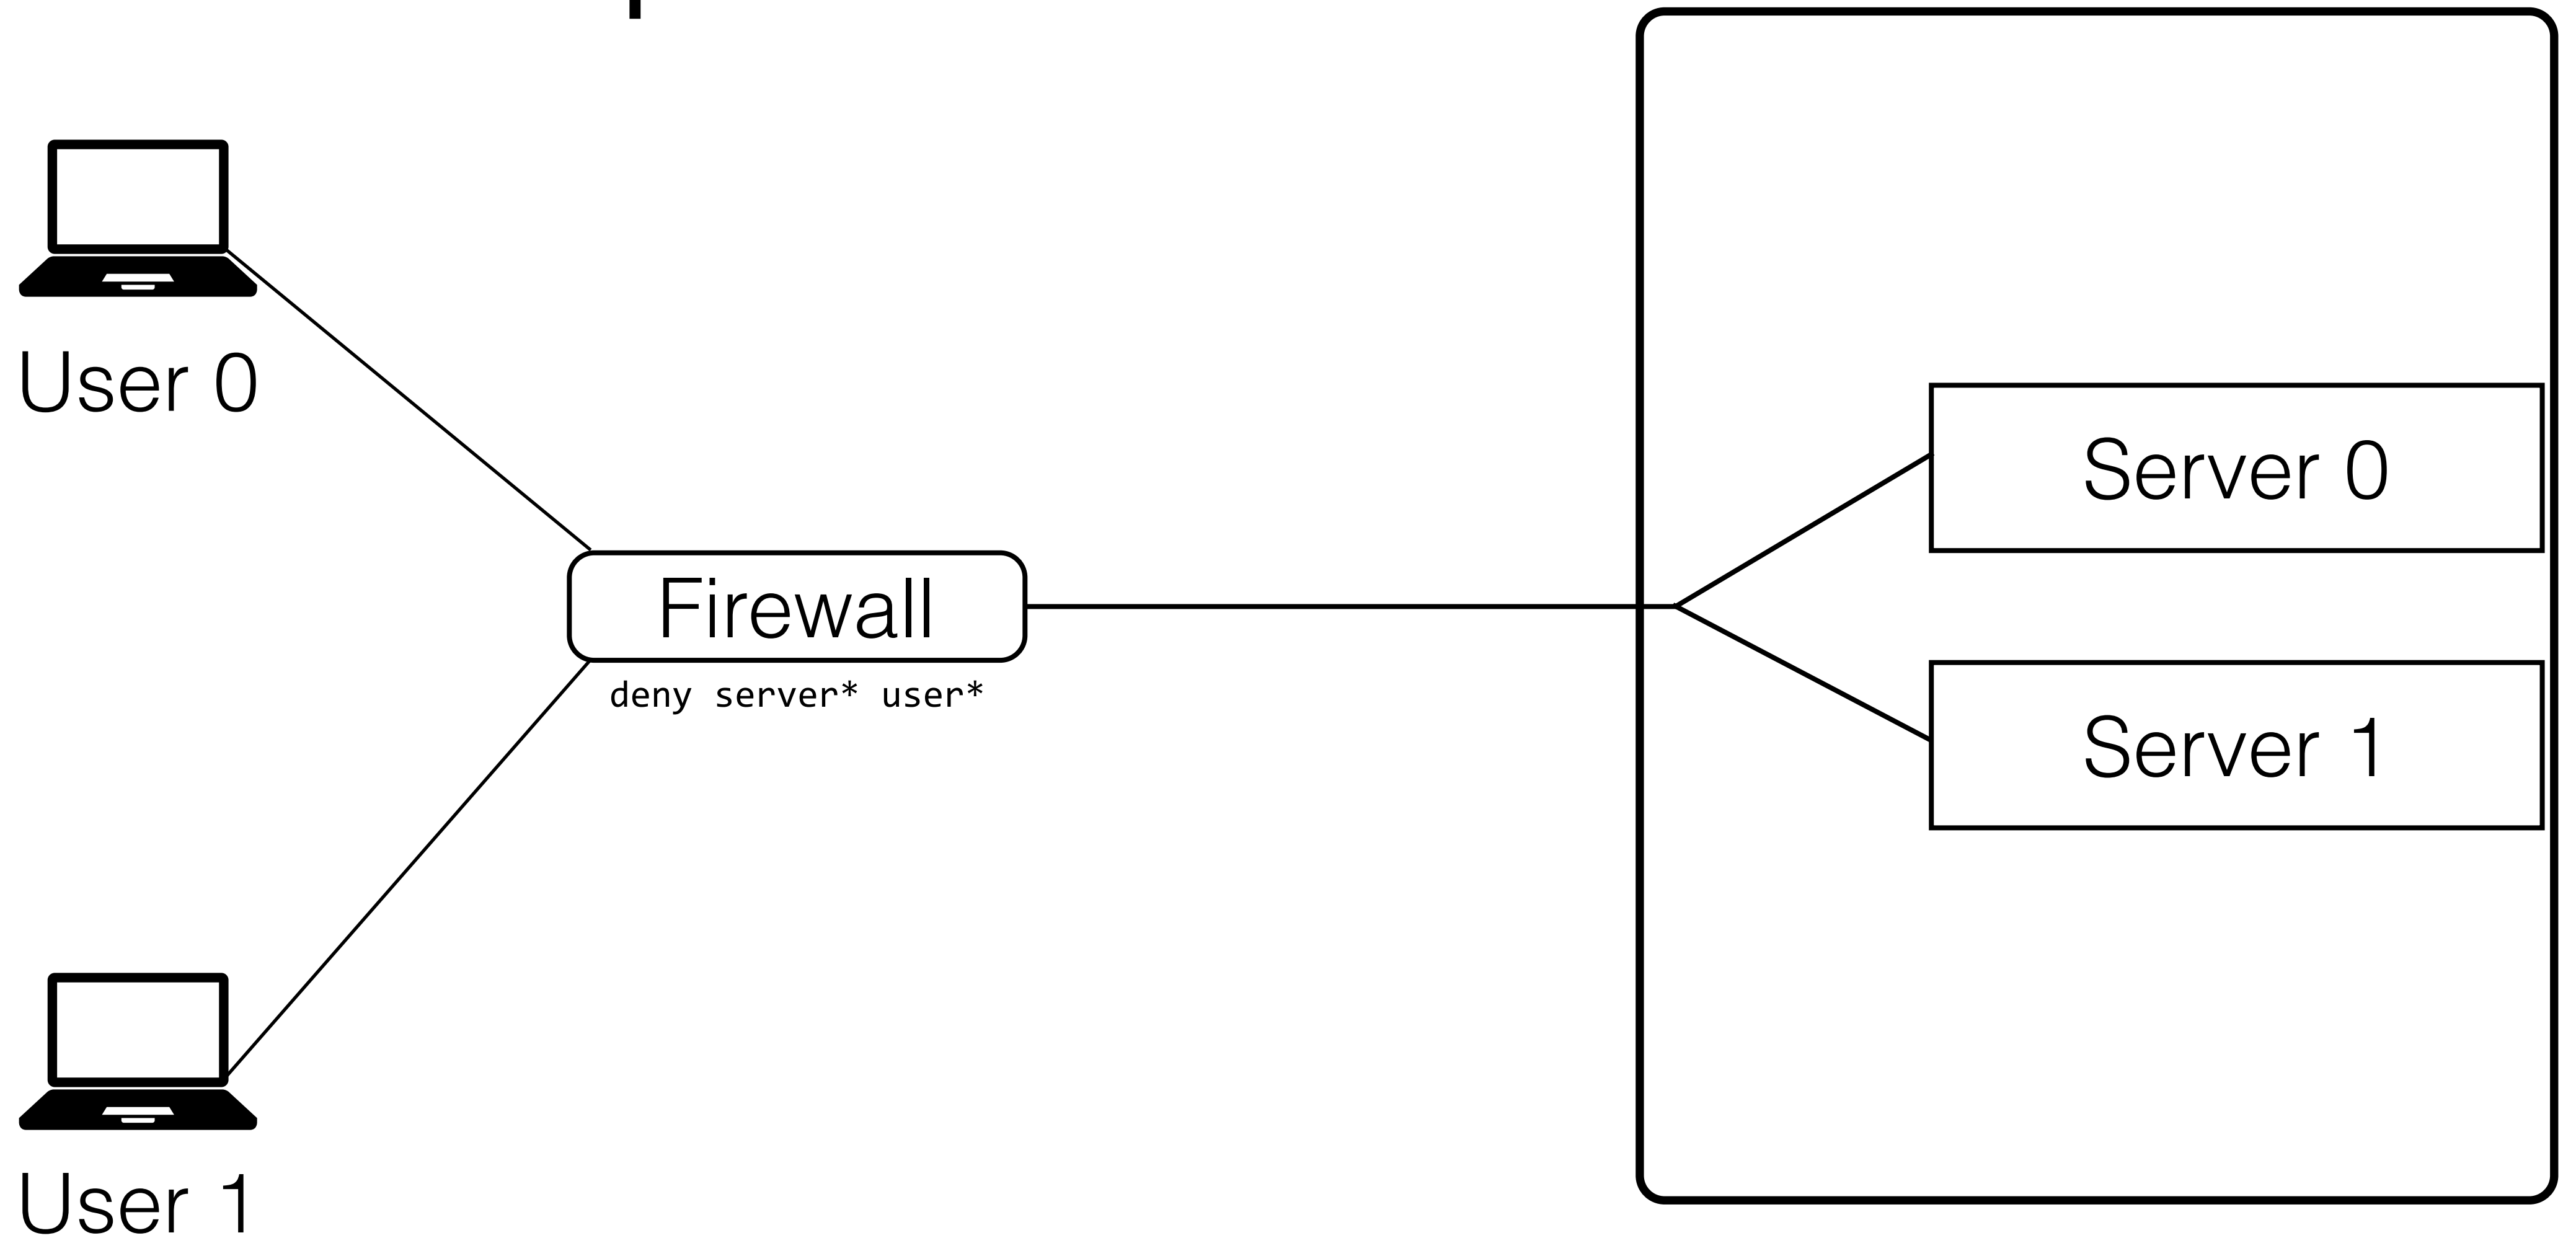 User 0
Server 0
Firewall
deny server* user*
Server 1
User 1